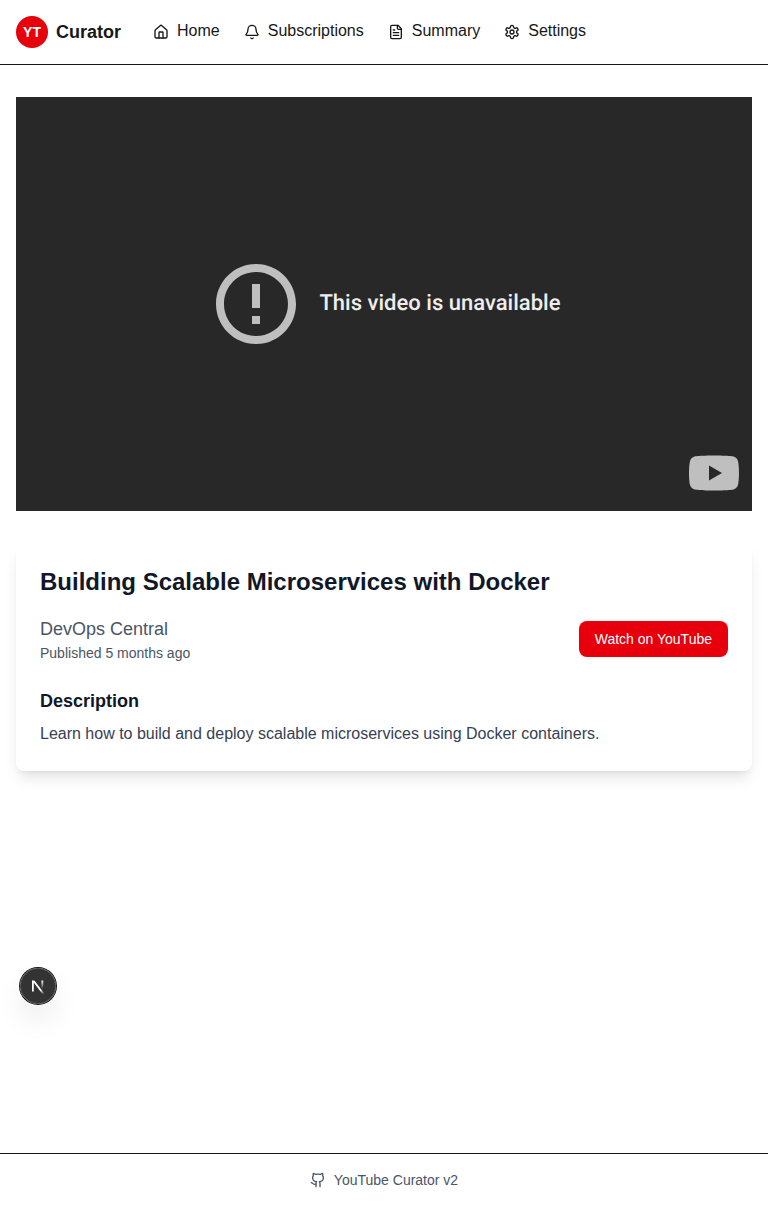 YT Curator Home Subscriptions Summary Settings
This video is unavailable
Building Scalable Microservices with Docker
DevOps Central
Published 5 months ago
Watch on YouTube
Description
Learn how to build and deploy scalable microservices using Docker containers.
N
YouTube Curator v2